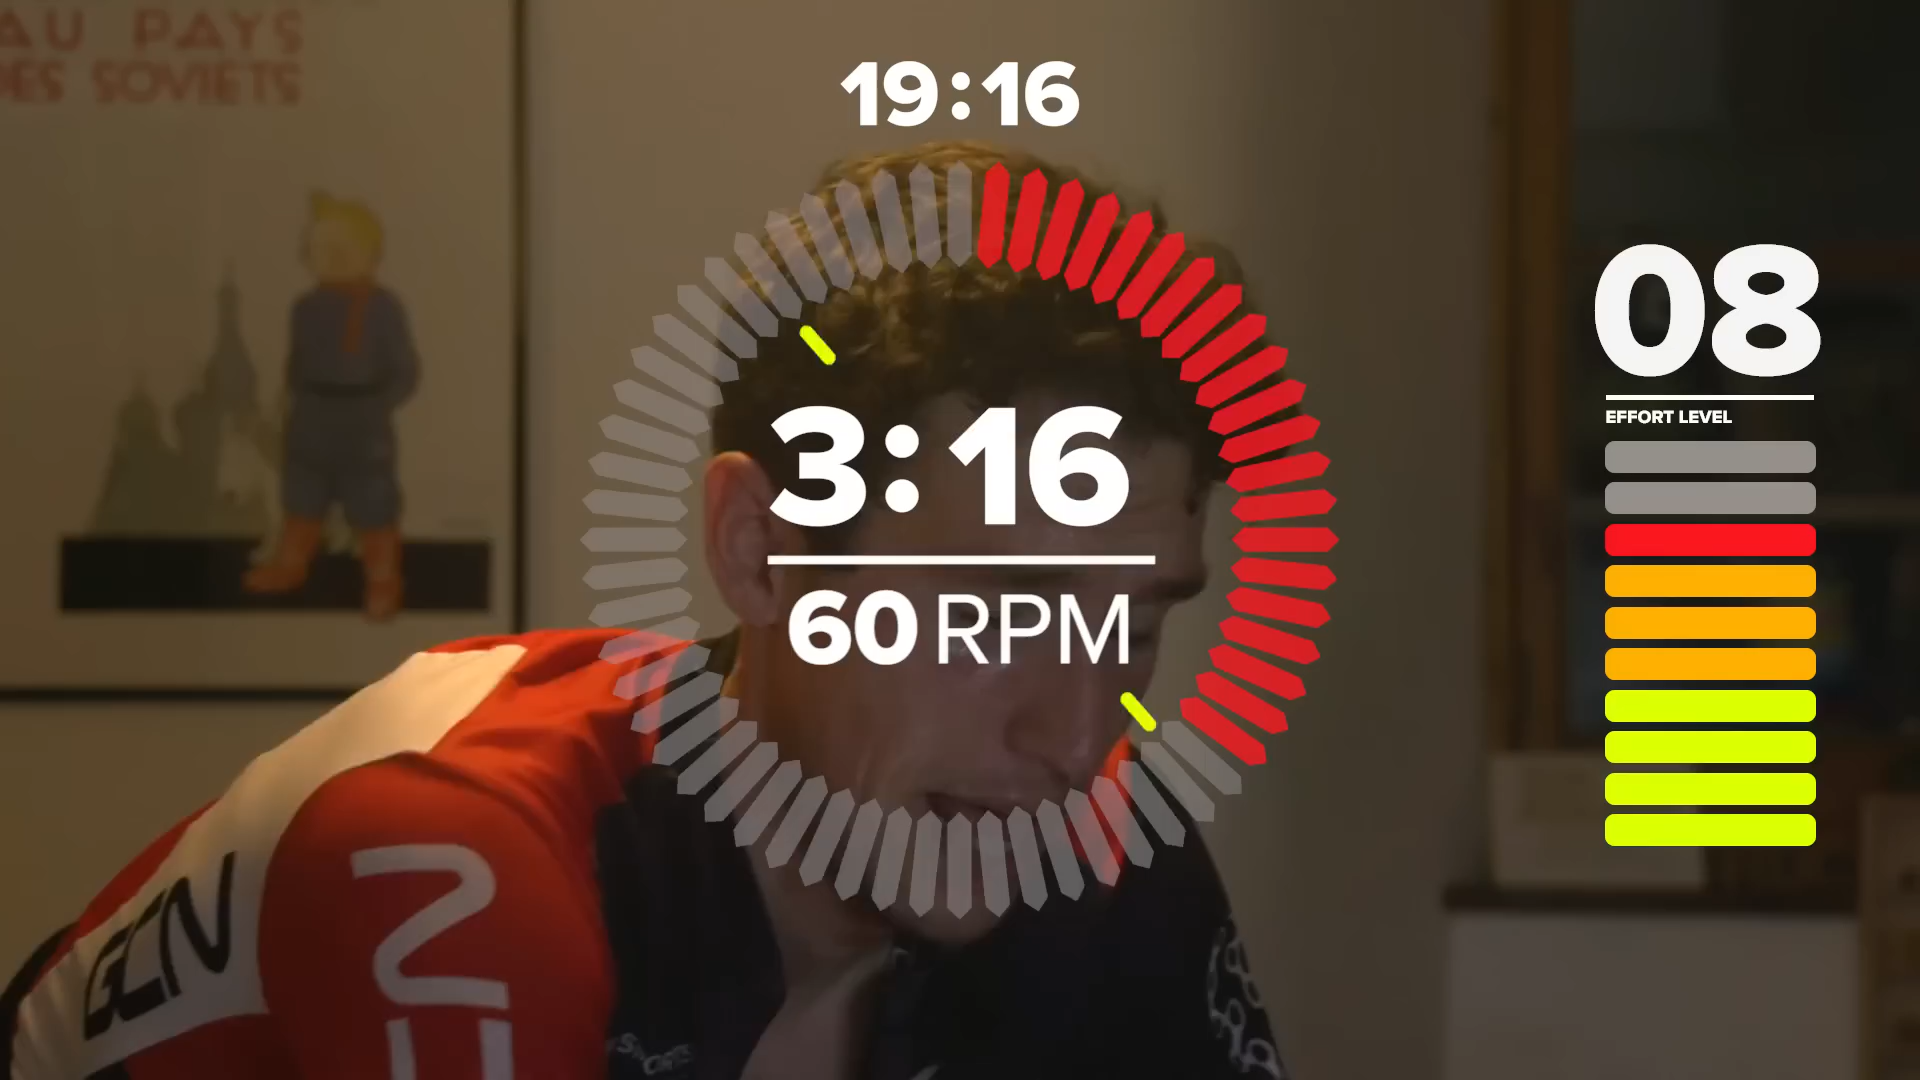 AU PAYS
DES SOVIETS
19:16
3:16
60 RPM
08
EFFORT LEVEL
GCN